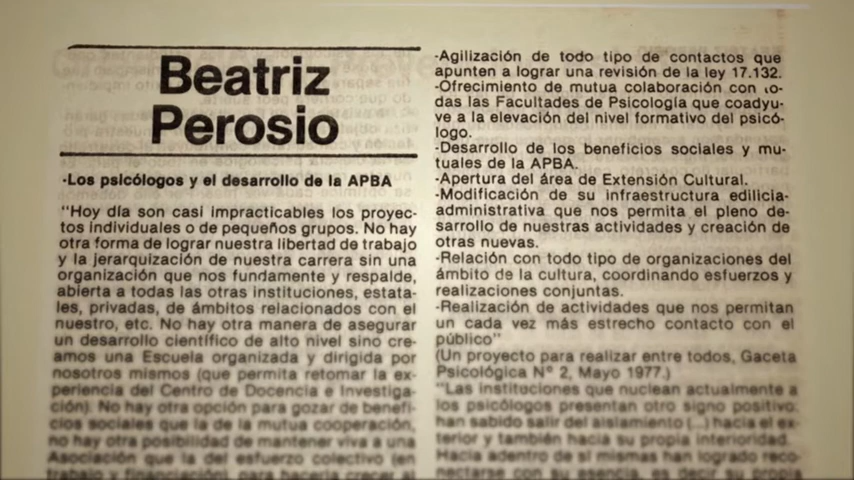 Beatriz
Perosio
-Los psicólogos y el desarrollo de la APBA
"Hoy día son casi impracticables los proyec-
tos individuales o de pequeños grupos. No hay
otra forma de lograr nuestra libertad de trabajo
y la jerarquización de nuestra carrera sin una
organización que nos fundamente y respalde,
abierta a todas las otras instituciones, estata-
les, privadas, de ámbitos relacionados con el
nuestro, etc. No hay otra manera de asegurar
un desarrollo científico de alto nivel sino cre-
amos una Escuela organizada y dirigida por
nosotros mismos (que permita retomar la ex-
periencia del Centro de Docencia e Investiga-
ción). No hay otra opción para gozar de benefi-
cios sociales que la de la mutua cooperación,
no hay otra posibilidad de mantener viva a una
Asociación que la del esfuerzo colectivo (en
trabajo y financiación) para hacerla crecer al
-Agilización de todo tipo de contactos que
apunten a lograr una revisión de la ley 17.132.
-Ofrecimiento de mutua colaboración con to-
das las Facultades de Psicología que coadyu-
ve a la elevación del nivel formativo del psicó-
logo.
-Desarrollo de los beneficios sociales y mu-
tuales de la APBA.
-Apertura del área de Extensión Cultural.
-Modificación de su infraestructura edilicia-
administrativa que nos permita el pleno de-
sarrollo de nuestras actividades y creación de
otras nuevas.
-Relación con todo tipo de organizaciones del
ámbito de la cultura, coordinando esfuerzos y
realizaciones conjuntas.
-Realización de actividades que nos permitan
un cada vez más estrecho contacto con el
público"
(Un proyecto para realizar entre todos, Gaceta
Psicológica Nº 2, Mayo 1977.)
"Las instituciones que nuclean actualmente a
los psicólogos presentan otro signo positivo:
han sabido salir del aislamiento (...) hacia el ex-
terior y también hacia su propia interioridad.
Hacia adentro de sí mismas han logrado reco-
nectarse con su esencia, es decir su propia